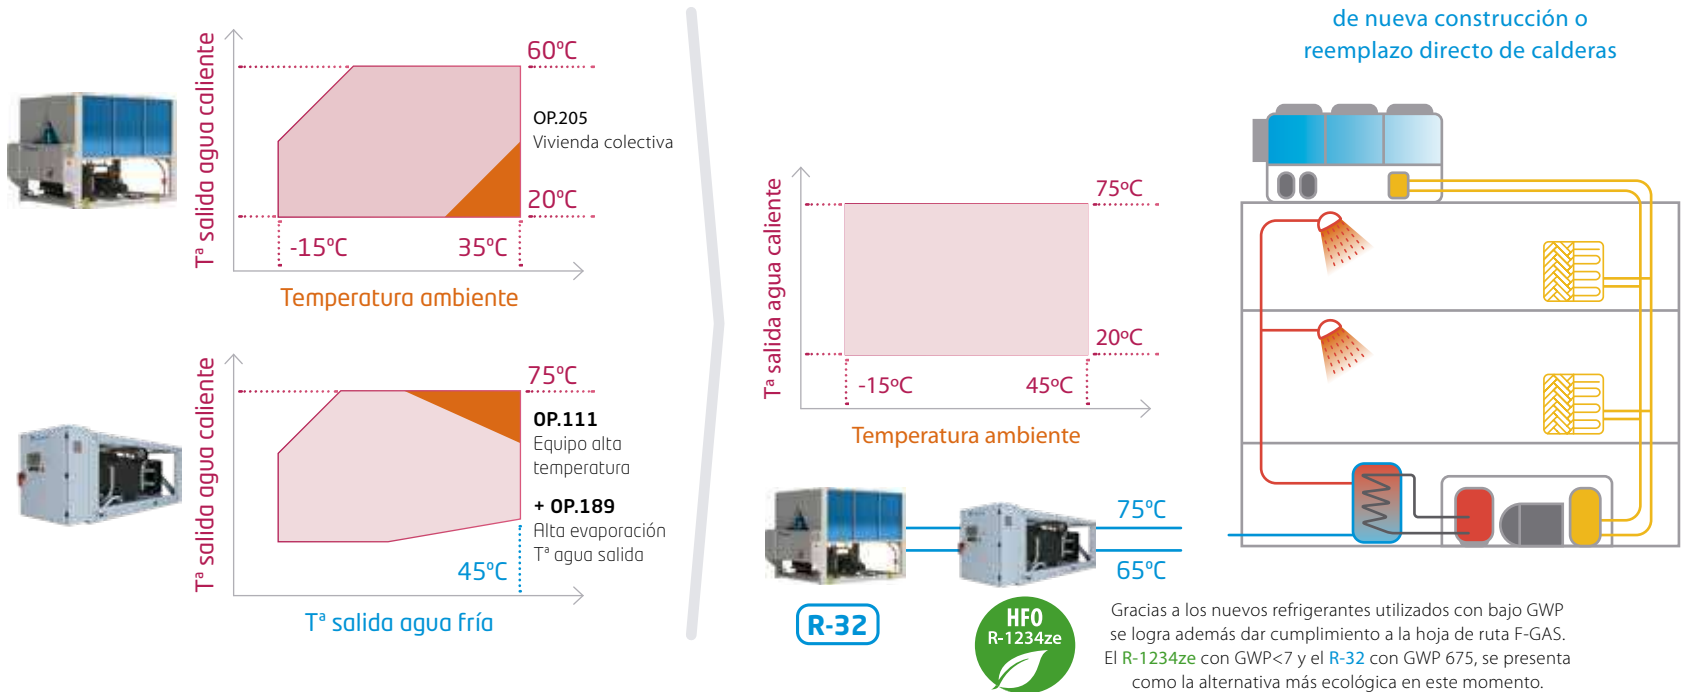 Tª salida agua caliente
60ºC
OP.205
Vivienda colectiva
20ºC
-15ºC
35ºC
Temperatura ambiente
Tª salida agua caliente
75ºC
OP.111
Equipo alta
temperatura
+ OP.189
Alta evaporación
Tª agua salida
45ºC
Tª salida agua fría
Tª salida agua caliente
75ºC
20ºC
-15ºC
45ºC
Temperatura ambiente
75ºC
65ºC
R-32
HFO
R-1234ze
de nueva construcción o
reemplazo directo de calderas
Gracias a los nuevos refrigerantes utilizados con bajo GWP
se logra además dar cumplimiento a la hoja de ruta F-GAS.
El R-1234ze con GWP<7 y el R-32 con GWP 675, se presenta
como la alternativa más ecológica en este momento.